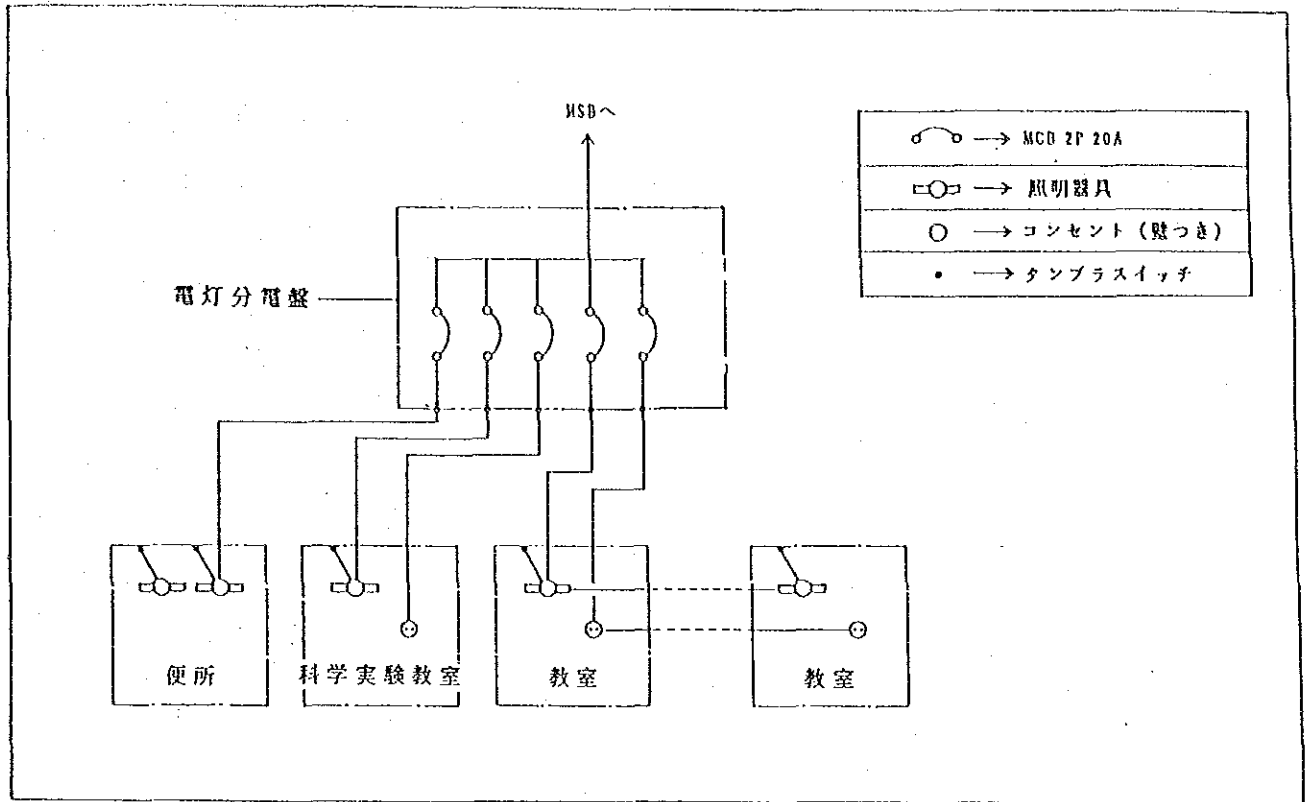 MSBへ
MCB 2P 20A
照明器具
コンセント (壁つき)
タンブラスイッチ
電灯分電盤
便所
科学実験教室
教室
教室